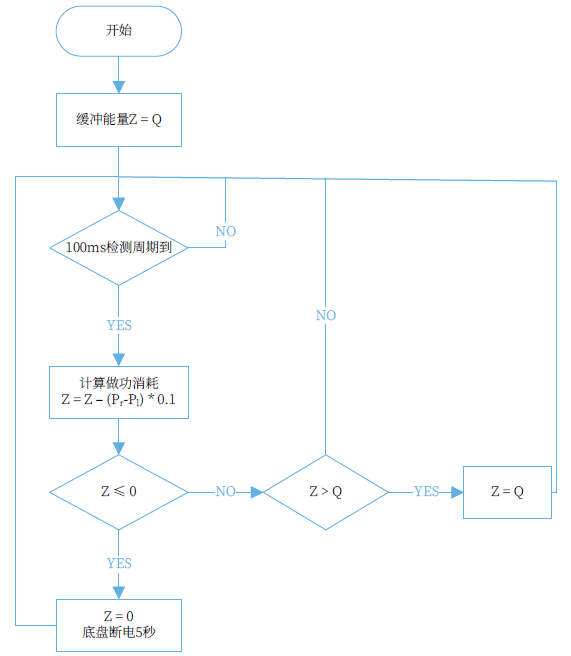 开始
缓冲能量Z = Q
100ms检测周期到
NO
YES
计算做功消耗
Z = Z – (Pr-Pl) * 0.1
NO
Z ≤ 0
NO
Z > Q
YES
Z = Q
YES
Z = 0
底盘断电5秒